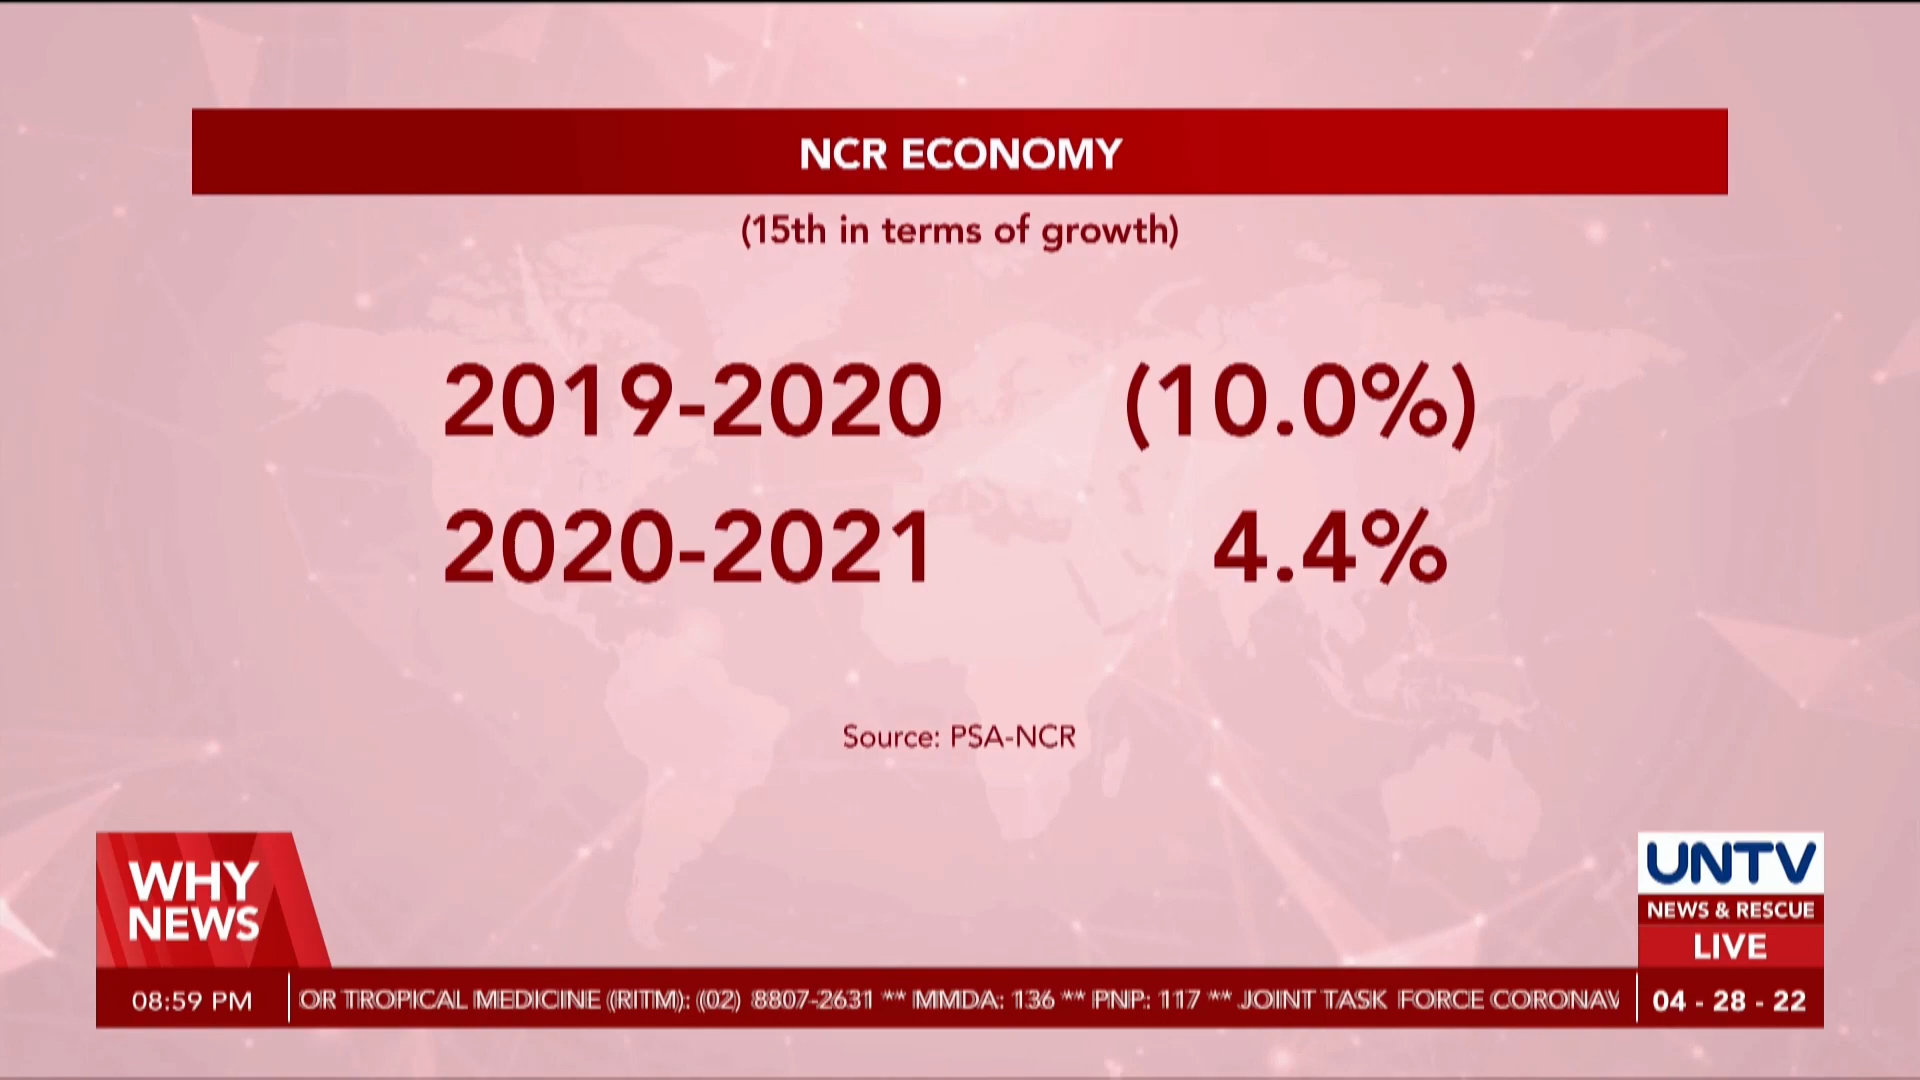 NCR ECONOMY
(15th in terms of growth)
2019-2020 (10.0%)
2020-2021 4.4%
Source: PSA-NCR
WHY
NEWS
UNTV
NEWS & RESCUE
LIVE
08:59 PM
OR TROPICAL MEDICINE (RITM): (02) 8807-2631 ** MMDA: 136 ** PNP: 117 ** JOINT TASK FORCE CORONAV
04 - 28 - 22